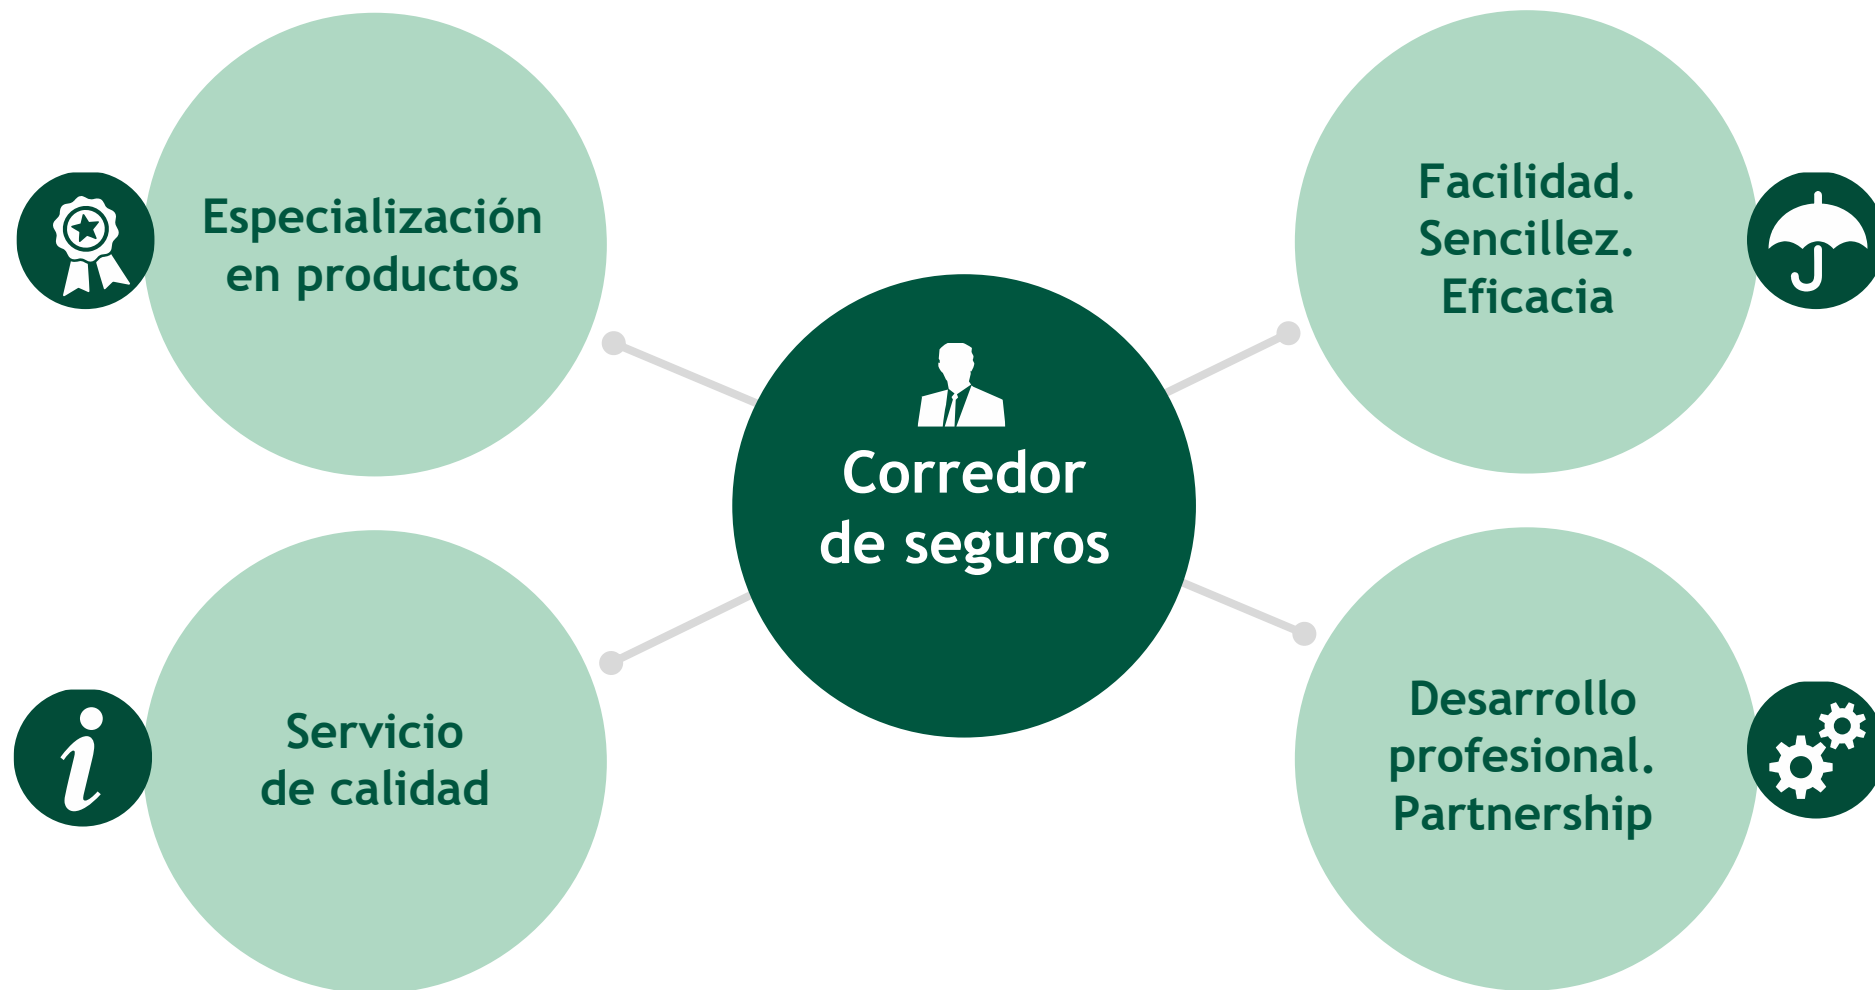 Especialización
en productos
Facilidad.
Sencillez.
Eficacia
Corredor
de seguros
Servicio
de calidad
Desarrollo
profesional.
Partnership